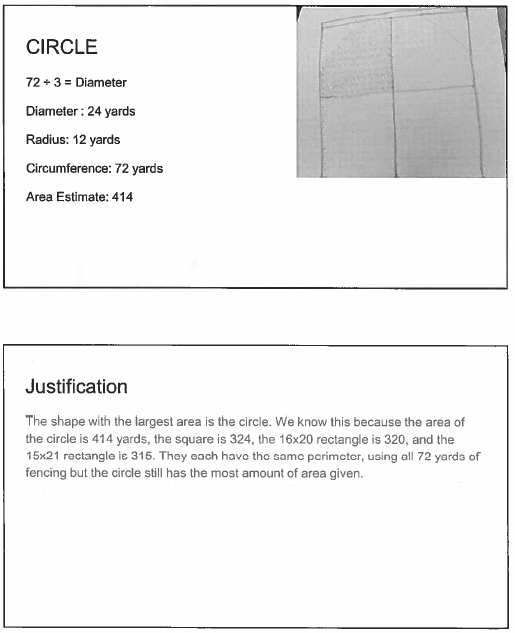 CIRCLE
72 ÷ 3 = Diameter
Diameter : 24 yards
Radius: 12 yards
Circumference: 72 yards
Area Estimate: 414
Justification
The shape with the largest area is the circle. We know this because the area of
the circle is 414 yards, the square is 324, the 16x20 rectangle is 320, and the
15x21 rectangle is 315. They each have the same perimeter, using all 72 yards of
fencing but the circle still has the most amount of area given.